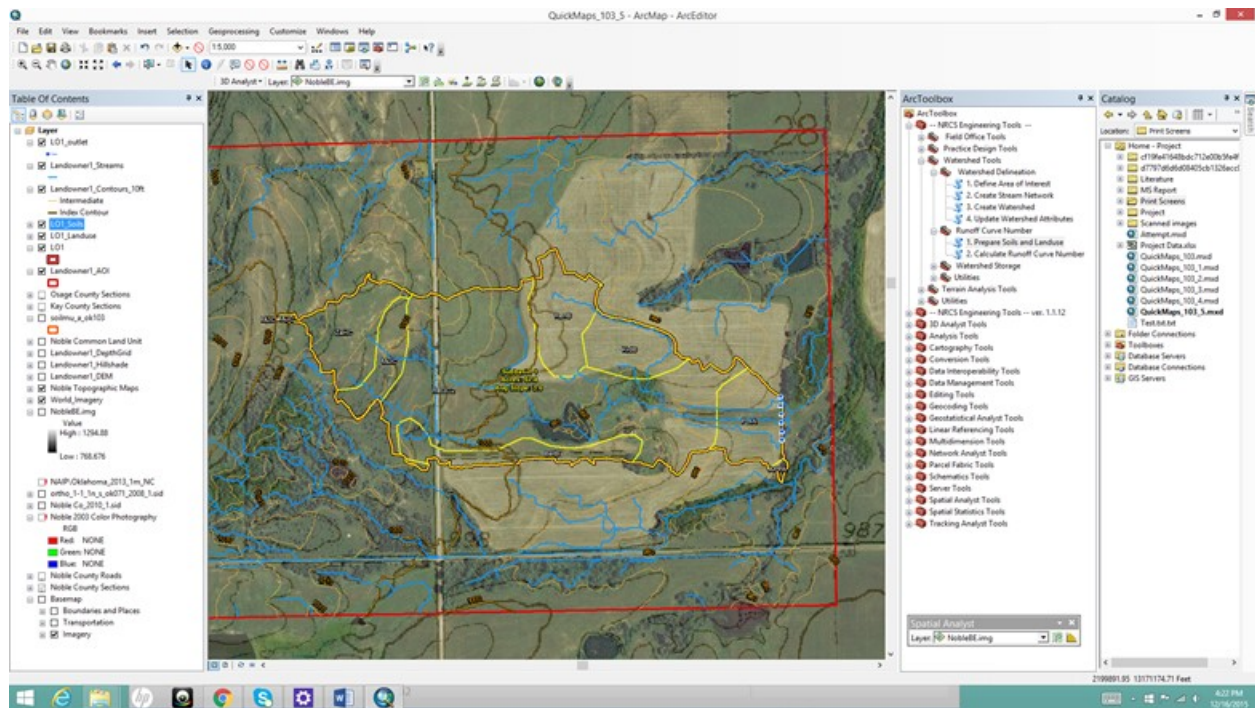 QuickMaps_103_5 - ArcMap - ArcEditor
File Edit View Bookmarks Insert Selection Geoprocessing Customize Windows Help
1:5,000
3D Analyst Layer: NobleBE.img
Table Of Contents
Layer
LO1_outlet
Landowner1_Streams
Landowner1_Contours_10ft
Intermediate
Index Contour
LO1_Soils
LO1_Landuse
LO1
Landowner1_AOI
Osage County Sections
Kay County Sections
soilmu_a_ok103
Noble Common Land Unit
Landowner1_DepthGrid
Landowner1_Hillshade
Landowner1_DEM
Noble Topographic Maps
World_Imagery
NobleBE.img
Value
High : 1294.88
Low : 768.676
NAIP\Oklahoma_2013_1m_NC
ortho_1-1_1n_s_ok071_2008_1.sid
Noble Co_2010_1.sid
Noble 2003 Color Photography
RGB
Red: NONE
Green: NONE
Blue: NONE
Noble County Roads
Noble County Sections
Basemap
Boundaries and Places
Transportation
Imagery
28
987
998
ArcToolbox
ArcToolbox
-- NRCS Engineering Tools --
Field Office Tools
Practice Design Tools
Watershed Tools
Watershed Delineation
1. Define Area of Interest
2. Create Stream Network
3. Create Watershed
4. Update Watershed Attributes
Runoff Curve Number
1. Prepare Soils and Landuse
2. Calculate Runoff Curve Number
Watershed Storage
Utilities
Terrain Analysis Tools
Utilities
-- NRCS Engineering Tools -- ver. 1.1.12
3D Analyst Tools
Analysis Tools
Cartography Tools
Conversion Tools
Data Interoperability Tools
Data Management Tools
Editing Tools
Geocoding Tools
Geostatistical Analyst Tools
Linear Referencing Tools
Multidimension Tools
Network Analyst Tools
Parcel Fabric Tools
Schematics Tools
Server Tools
Spatial Analyst Tools
Spatial Statistics Tools
Tracking Analyst Tools
Spatial Analyst
Layer: NobleBE.img
Catalog
Location: Print Screens
Home - Project
Literature
MS Report
Print Screens
Project
Scanned images
Attempt.mxd
Project Data.xlsx
QuickMaps_103.mxd
QuickMaps_103_1.mxd
QuickMaps_103_2.mxd
QuickMaps_103_3.mxd
QuickMaps_103_4.mxd
QuickMaps_103_5.mxd
Test.txt.txt
Folder Connections
Toolboxes
Database Servers
Database Connections
GIS Servers
Search
2199891.95 13171174.71 Feet
4:22 PM
12/16/2015